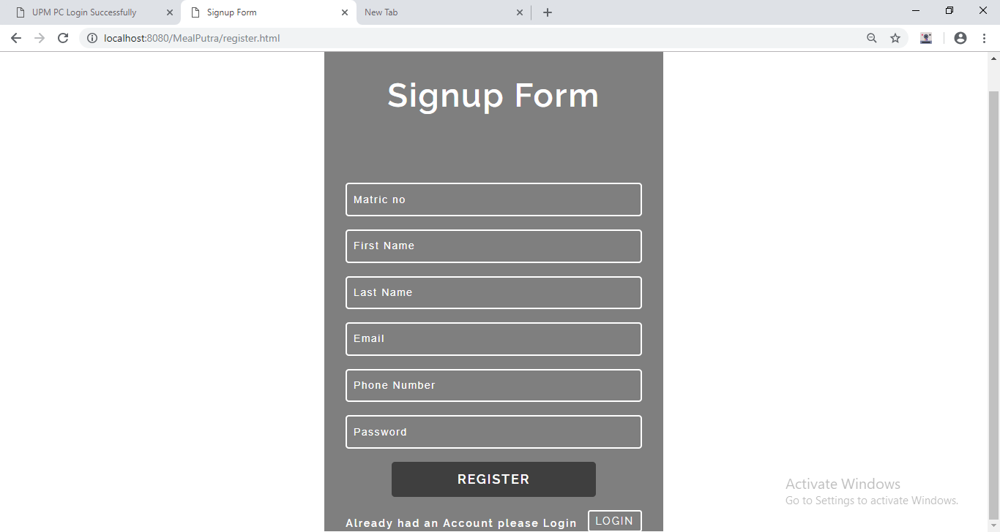 UPM PC Login Successfully
Signup Form
New Tab
localhost:8080/MealPutra/register.html
Signup Form
Matric no
First Name
Last Name
Email
Phone Number
Password
REGISTER
Already had an Account please Login
LOGIN
Activate Windows
Go to Settings to activate Windows.